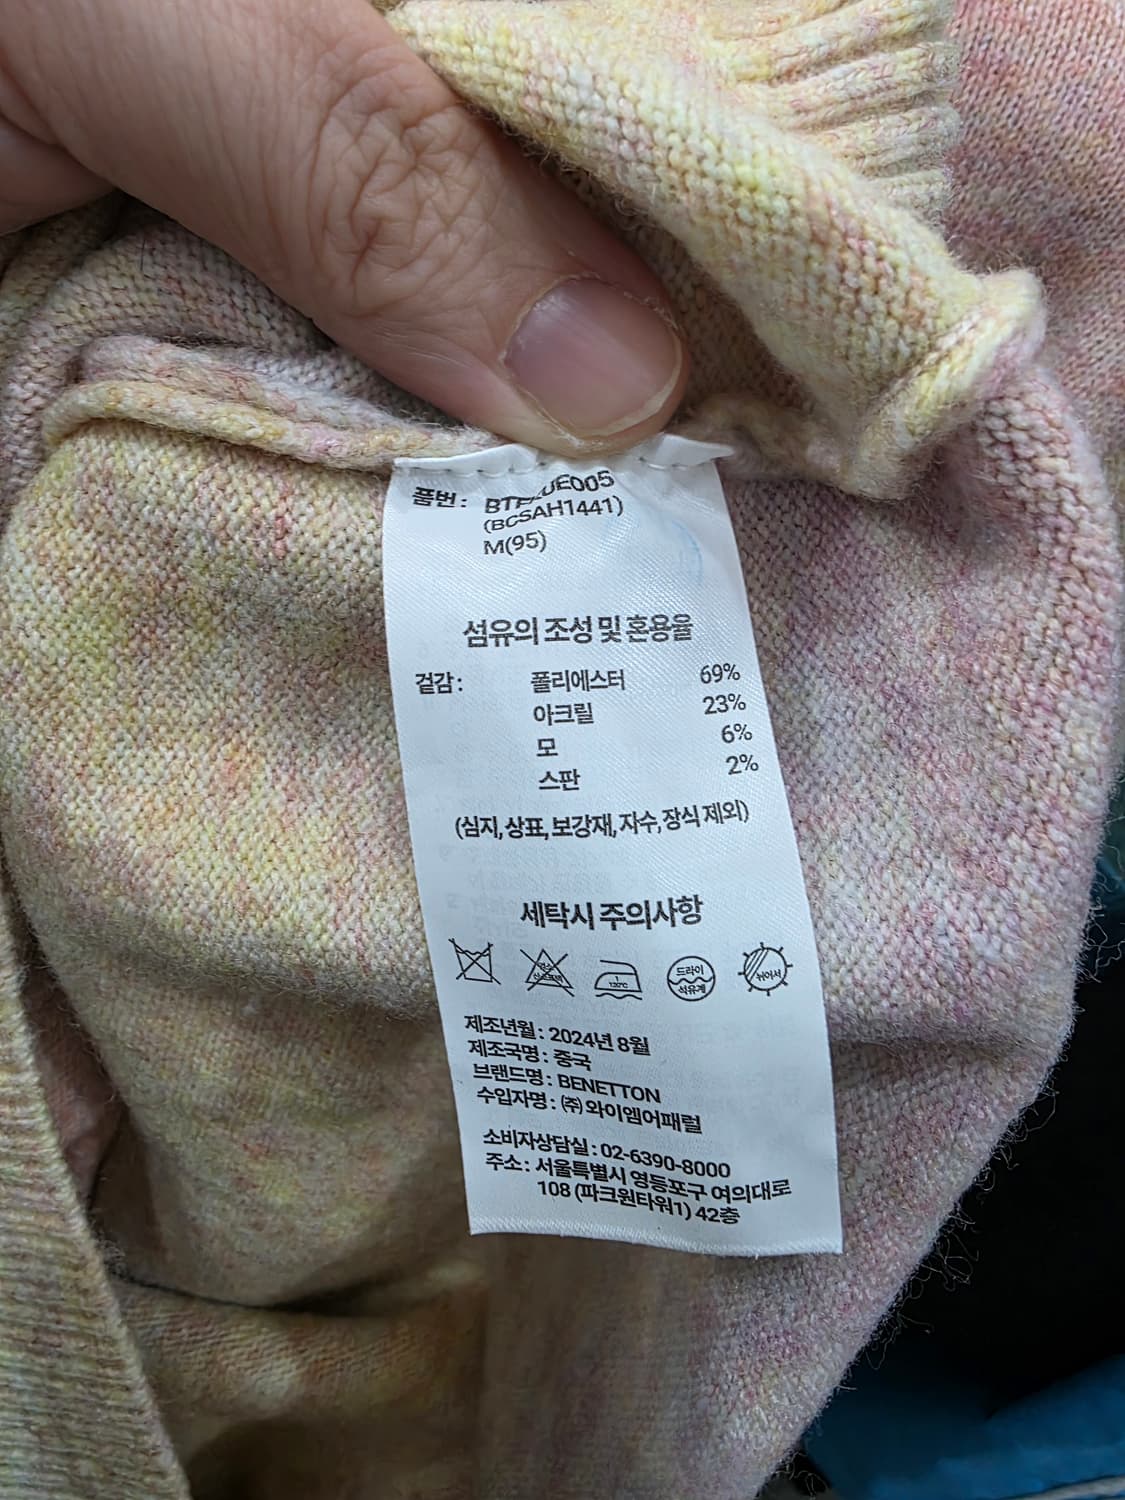 품번 :
(BCSAH1441)
M(95)
섬유의 조성 및 혼용율
겉감 : 폴리에스터 69%
아크릴 23%
모 6%
스판 2%
(심지, 상표, 보강재, 자수, 장식 제외)
세탁시 주의사항
120℃
드라이
석유계
뉘어서
제조년월 : 2024년 8월
제조국명 : 중국
브랜드명 : BENETTON
수입자명 : ㈜와이엠어패럴
소비자상담실 : 02-6390-8000
주소 : 서울특별시 영등포구 여의대로
108 (파크원타워1) 42층